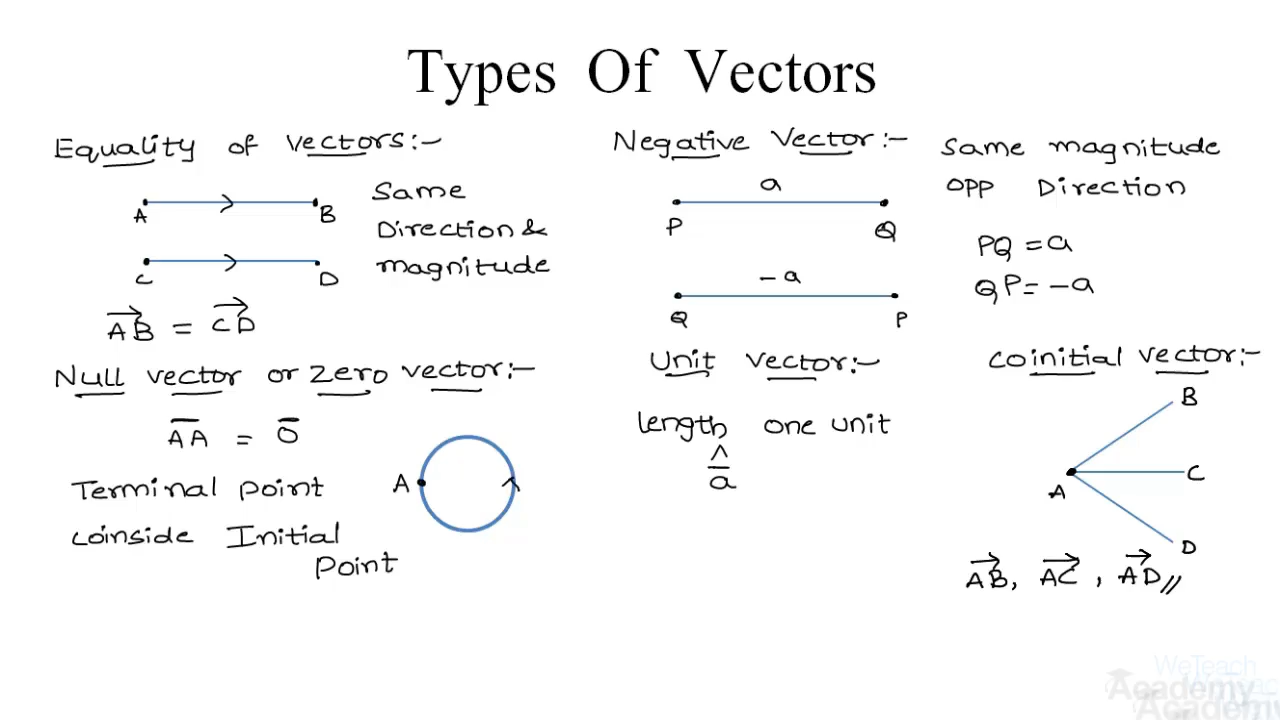 Types Of Vectors
Equality of vectors:-
A B
C D
Same
Direction &
magnitude
AB = CD
Null vector or zero vector:-
AA = O
Terminal point
coinside Initial
point
A
Negative Vector:-
a
P Q
-a
Q P
Same magnitude
opp Direction
PQ = a
QP = -a
Unit vector:-
length one unit
a
coinitial vector:-
B
C
A
D
AB, AC, AD//
WeTeach
Academy